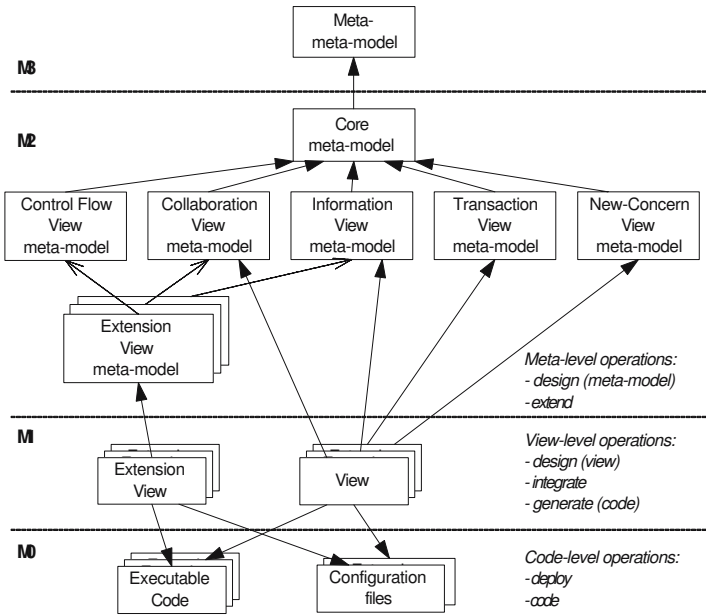 Meta-
meta-model
M3
Core
meta-model
M2
Control Flow
View
meta-model
Collaboration
View
meta-model
Information
View
meta-model
Transaction
View
meta-model
New-Concern
View
meta-model
Extension
View
meta-model
Meta-level operations:
- design (meta-model)
- extend
M1
Extension
View
View
View-level operations:
- design (view)
- integrate
- generate (code)
M0
Executable
Code
Configuration
files
Code-level operations:
- deploy
- code